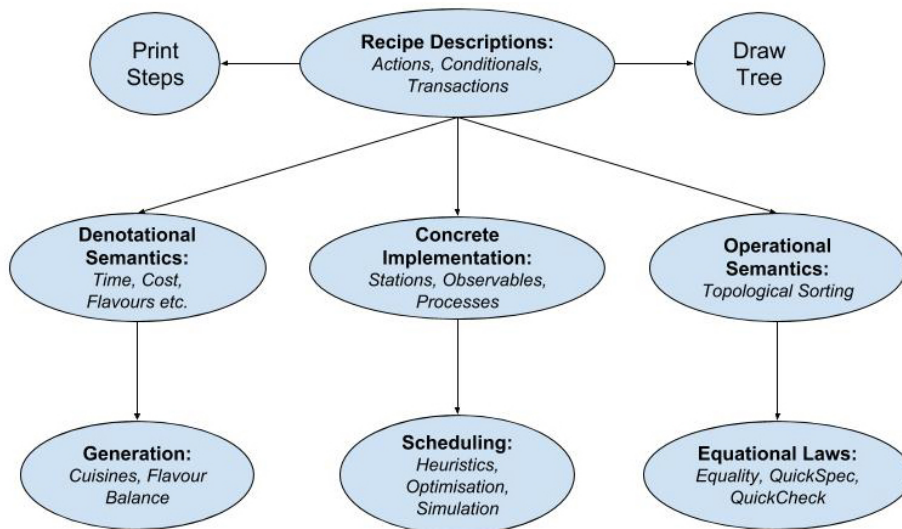 Print
Steps
Recipe Descriptions:
Actions, Conditionals,
Transactions
Draw
Tree
Denotational
Semantics:
Time, Cost,
Flavours etc.
Concrete
Implementation:
Stations, Observables,
Processes
Operational
Semantics:
Topological Sorting
Generation:
Cuisines, Flavour
Balance
Scheduling:
Heuristics,
Optimisation,
Simulation
Equational Laws:
Equality, QuickSpec,
QuickCheck